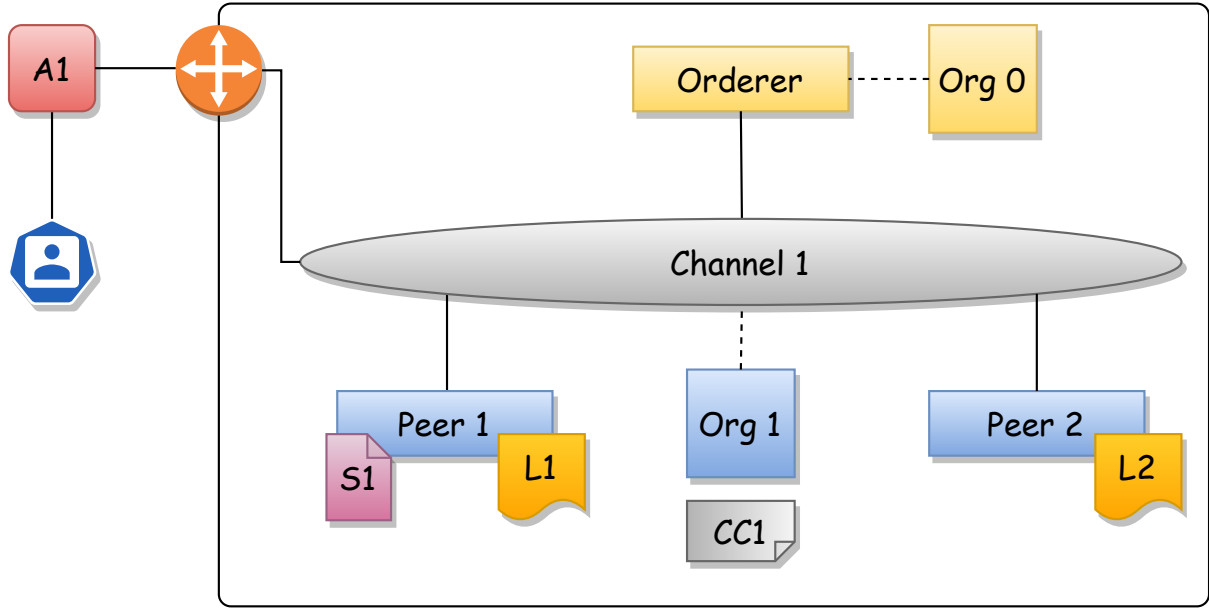 A1
Orderer
Org 0
Channel 1
Peer 1
Org 1
Peer 2
S1
L1
L2
CC1